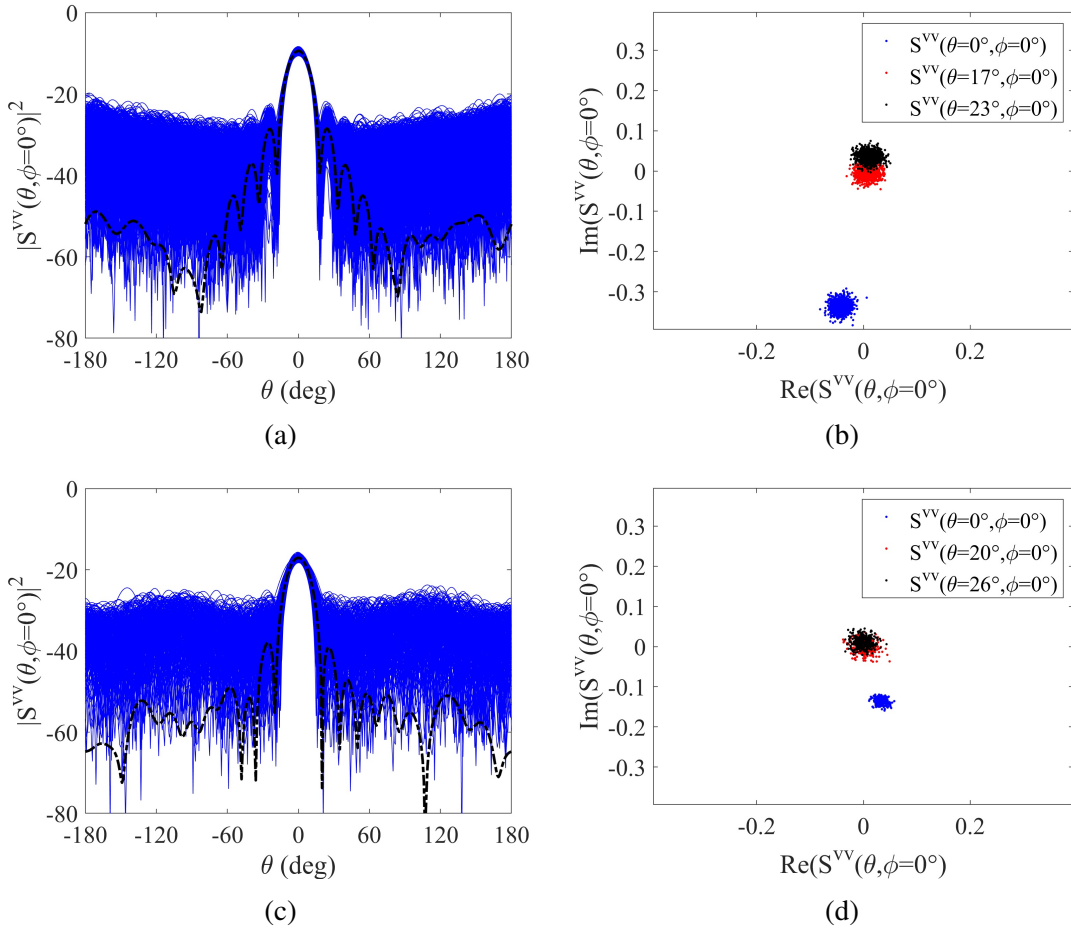 0
-20
-40
-60
-80
|S^vv(θ,ϕ=0°)|^2
-180 -120 -60 0 60 120 180
θ (deg)
(a)
S^vv(θ=0°,ϕ=0°)
S^vv(θ=17°,ϕ=0°)
S^vv(θ=23°,ϕ=0°)
0.3
0.2
0.1
0
-0.1
-0.2
-0.3
Im(S^vv(θ,ϕ=0°)
-0.2 0 0.2
Re(S^vv(θ,ϕ=0°)
(b)
0
-20
-40
-60
-80
|S^vv(θ,ϕ=0°)|^2
-180 -120 -60 0 60 120 180
θ (deg)
(c)
S^vv(θ=0°,ϕ=0°)
S^vv(θ=20°,ϕ=0°)
S^vv(θ=26°,ϕ=0°)
0.3
0.2
0.1
0
-0.1
-0.2
-0.3
Im(S^vv(θ,ϕ=0°)
-0.2 0 0.2
Re(S^vv(θ,ϕ=0°)
(d)